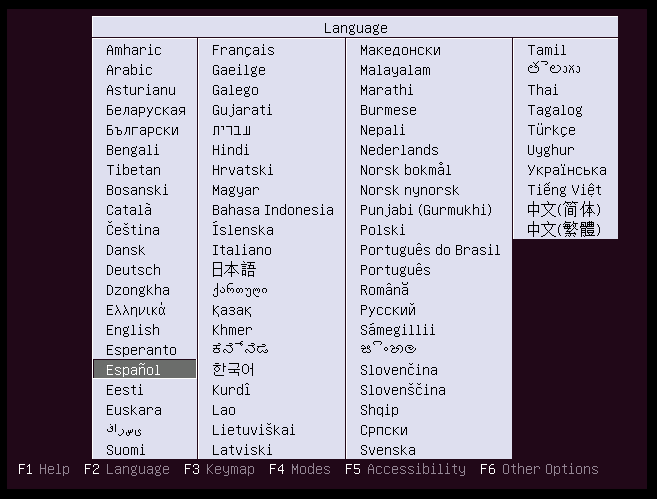 Language
Amharic
Arabic
Asturianu
Беларуская
Български
Bengali
Tibetan
Bosanski
Català
Čeština
Dansk
Deutsch
Dzongkha
Ελληνικά
English
Esperanto
Español
Eesti
Euskara
ىسراف
Suomi
Français
Gaeilge
Galego
Gujarati
עברית
Hindi
Hrvatski
Magyar
Bahasa Indonesia
Íslenska
Italiano
日本語
ქართული
Қазақ
Khmer
ಕನ್ನಡ
한국어
Kurdî
Lao
Lietuviškai
Latviski
Македонски
Malayalam
Marathi
Burmese
Nepali
Nederlands
Norsk bokmål
Norsk nynorsk
Punjabi (Gurmukhi)
Polski
Português do Brasil
Português
Română
Русский
Sámegillii
සිංහල
Slovenčina
Slovenščina
Shqip
Српски
Svenska
Tamil
తెలుగు
Thai
Tagalog
Türkçe
Uyghur
Українська
Tiếng Việt
中文(简体)
中文(繁體)
F1 Help F2 Language F3 Keymap F4 Modes F5 Accessibility F6 Other Options